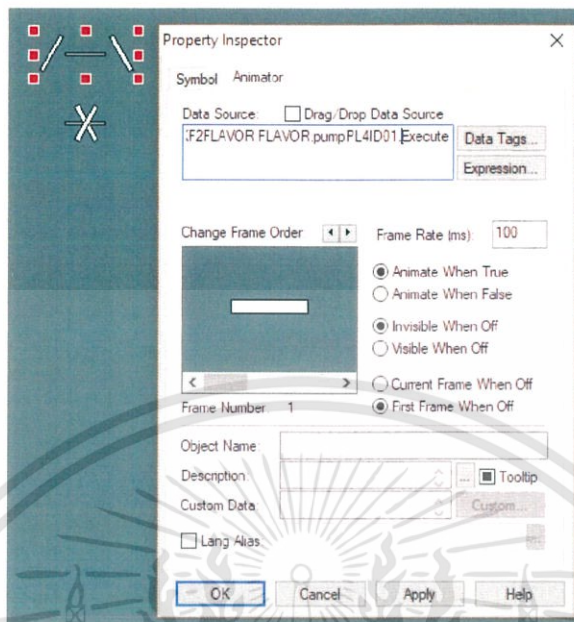 Property Inspector
Symbol Animator
Data Source: Drag/Drop Data Source
:F2FLAVOR FLAVOR.pumpPL4ID01.Execute
Data Tags...
Expression...
Change Frame Order
Frame Rate (ms): 100
Animate When True
Animate When False
Invisible When Off
Visible When Off
Current Frame When Off
First Frame When Off
Frame Number 1
Object Name:
Description:
... Tooltip
Custom Data:
Custom...
Lang Alias
OK Cancel Apply Help